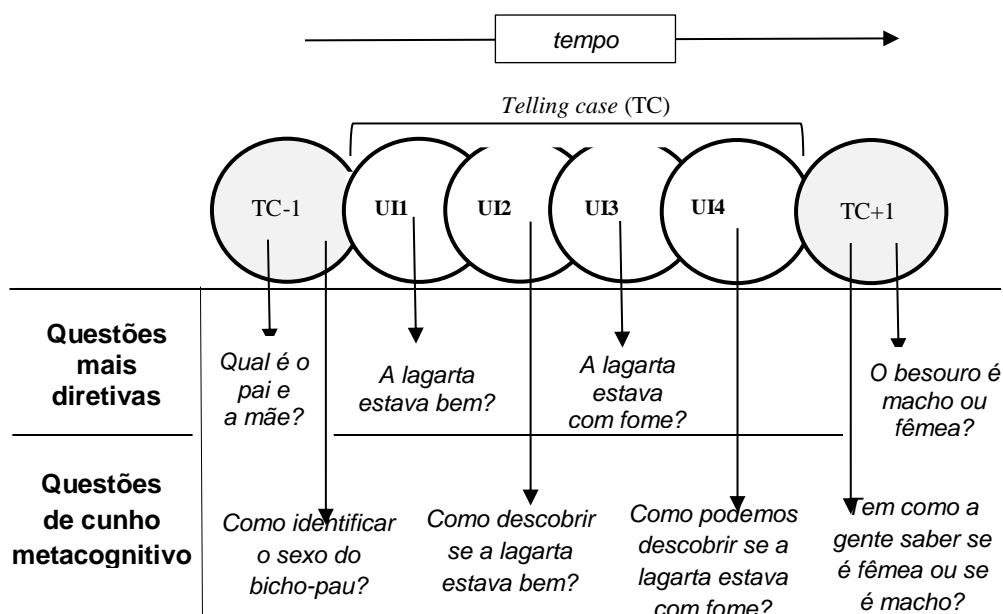 tempo
Telling case (TC)
TC-1
UI1
UI2
UI3
UI4
TC+1
Questões
mais
diretivas
Qual é o
pai e
a mãe?
A lagarta
estava bem?
A lagarta
estava
com fome?
O besouro é
macho ou
fêmea?
Questões
de cunho
metacognitivo
Como identificar
o sexo do
bicho-pau?
Como descobrir
se a lagarta
estava bem?
Como podemos
descobrir se a
lagarta estava
com fome?
Tem como a
gente saber se
é fêmea ou se
é macho?